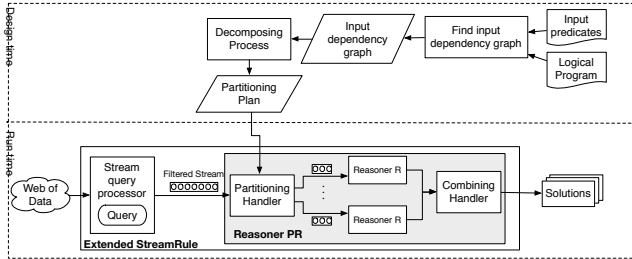 Design-time
Decomposing
Process
Input
dependency
graph
Find input
dependency graph
Input
predicates
Logical
Program
Partitioning
Plan
Run-time
Web of
Data
Stream
query
processor
Query
Filtered Stream
Partitioning
Handler
Reasoner R
Reasoner R
Combining
Handler
Solutions
Extended StreamRule
Reasoner PR